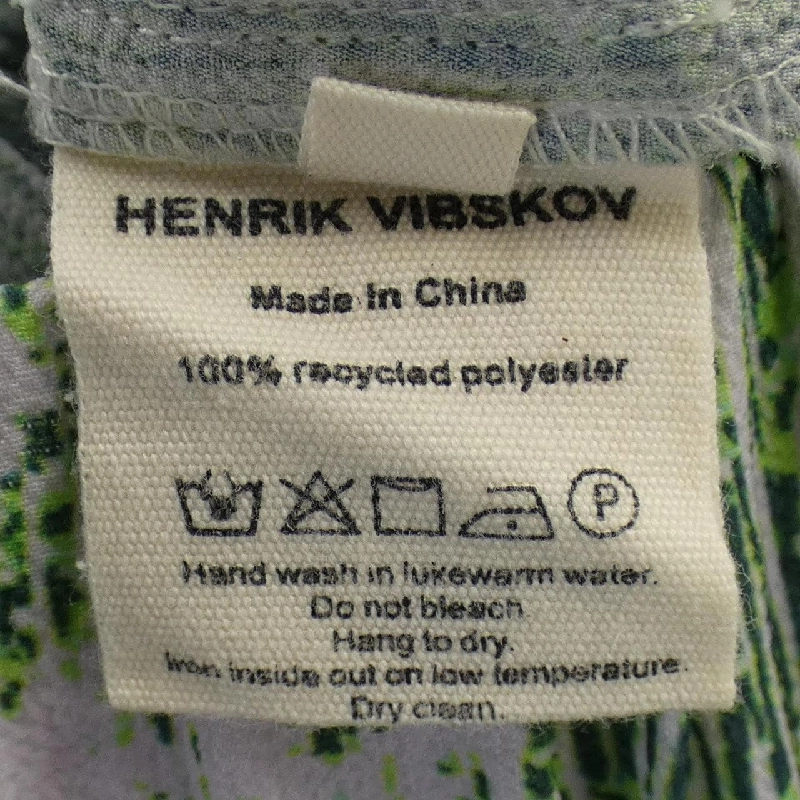 HENRIK VIBSKOV
Made in China
100% recycled polyester
P
Hand wash in lukewarm water.
Do not bleach
Hang to dry.
Iron inside out on low temperature.
Dry clean.